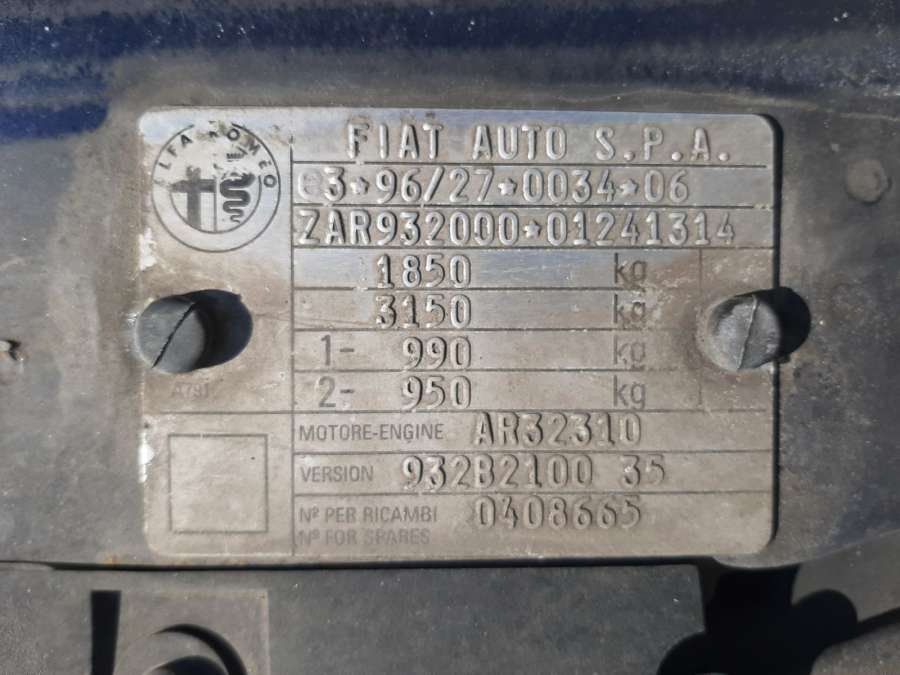 ALFA ROMEO
FIAT AUTO S.P.A.
e3*96/27*0034*06
ZAR932000*01241314
1850 kg
3150 kg
1- 990 kg
2- 950 kg
4791
MOTORE-ENGINE AR32310
VERSION 932B2100 35
Nº PER RICAMBI 0408665
Nº FOR SPARES